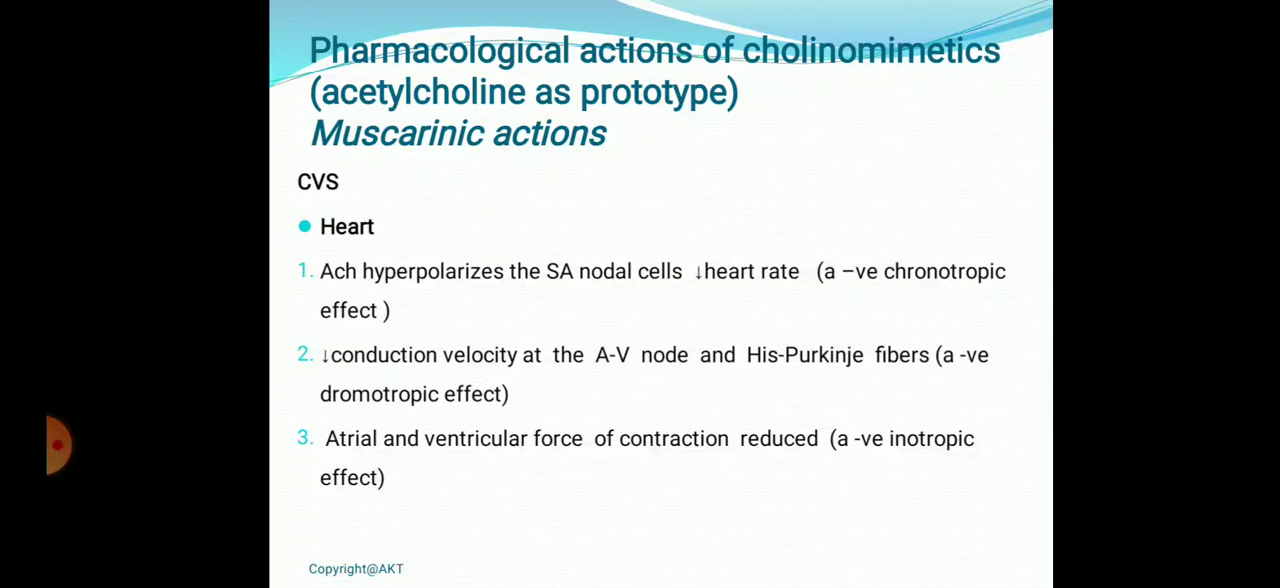 Pharmacological actions of cholinomimetics
(acetylcholine as prototype)
Muscarinic actions
CVS
Heart
1. Ach hyperpolarizes the SA nodal cells ↓heart rate (a –ve chronotropic
effect )
2. ↓conduction velocity at the A-V node and His-Purkinje fibers (a -ve
dromotropic effect)
3. Atrial and ventricular force of contraction reduced (a -ve inotropic
effect)
Copyright@AKT